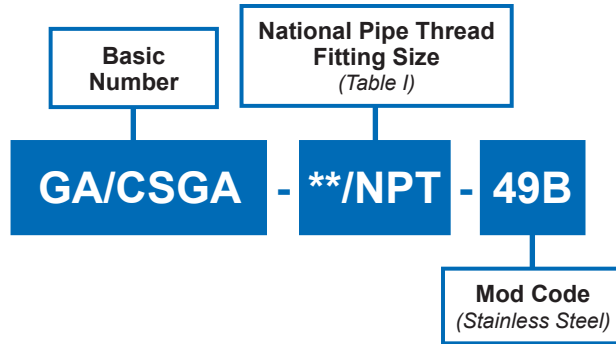 Basic
Number
National Pipe Thread
Fitting Size
(Table I)
GA/CSGA - **/NPT - 49B
Mod Code
(Stainless Steel)